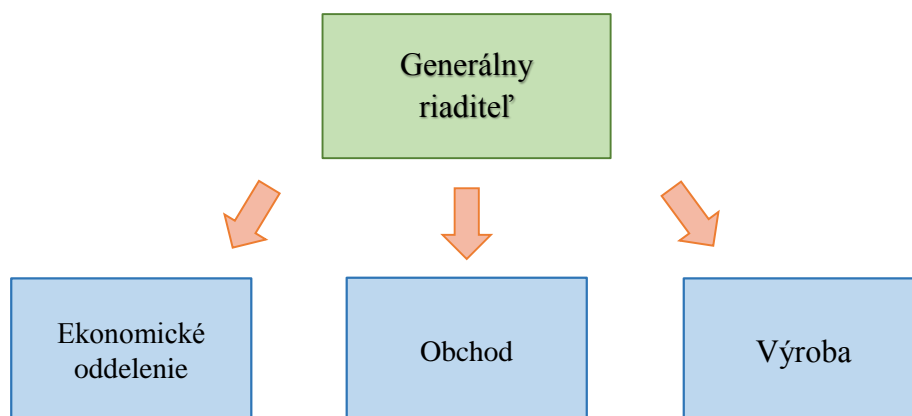 Generálny
riaditeľ
Ekonomické
oddelenie
Obchod
Výroba